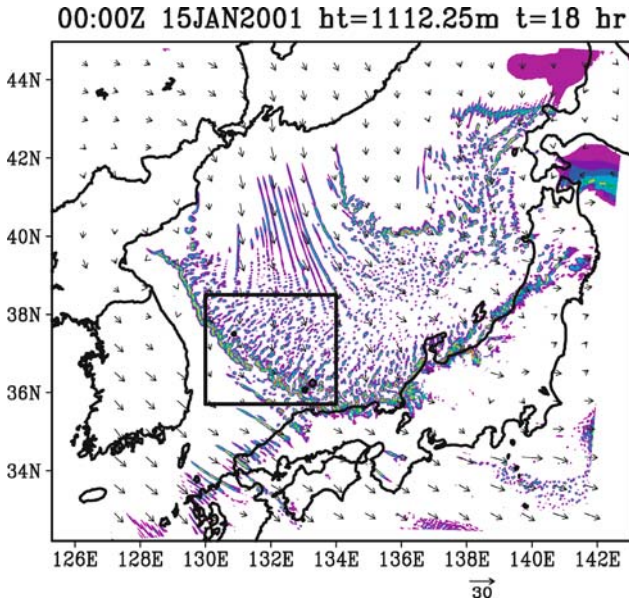 00:00Z 15JAN2001 ht=1112.25m t=18 hr
44N
42N
40N
38N
36N
34N
126E 128E 130E 132E 134E 136E 138E 140E 142E
30